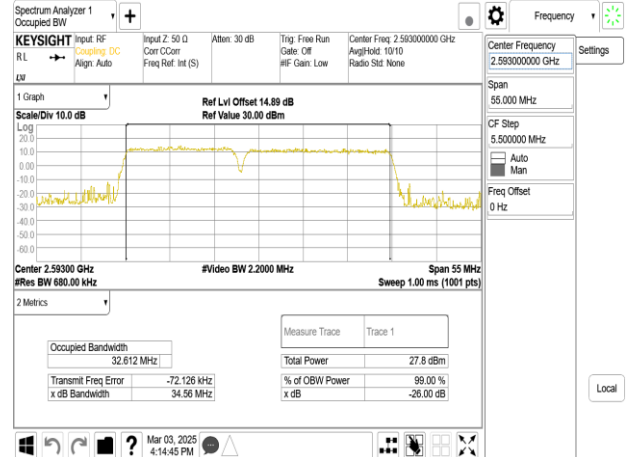 Spectrum Analyzer 1
Occupied BW
Frequency
KEYSIGHT
RL
LXI
Input: RF
Coupling: DC
Align: Auto
Input Z: 50 Ω
Corr CCorr
Freq Ref: Int (S)
Atten: 30 dB
Trig: Free Run
Gate: Off
#IF Gain: Low
Center Freq: 2.593000000 GHz
Avg|Hold: 10/10
Radio Std: None
Center Frequency
2.593000000 GHz
Settings
Span
55.000 MHz
CF Step
5.500000 MHz
Auto
Man
Freq Offset
0 Hz
Local
1 Graph
Scale/Div 10.0 dB
Ref Lvl Offset 14.89 dB
Ref Value 30.00 dBm
Log
20.0
10.0
0.00
-10.0
-20.0
-30.0
-40.0
-50.0
-60.0
Center 2.59300 GHz
#Video BW 2.2000 MHz
Span 55 MHz
#Res BW 680.00 kHz
Sweep 1.00 ms (1001 pts)
2 Metrics
Measure Trace
Trace 1
Occupied Bandwidth
32.612 MHz
Total Power
27.8 dBm
Transmit Freq Error
-72.126 kHz
% of OBW Power
99.00 %
x dB Bandwidth
34.56 MHz
x dB
-26.00 dB
?
Mar 03, 2025
4:14:45 PM